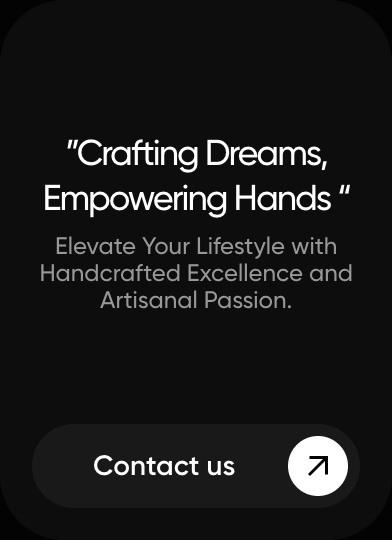 ”Crafting Dreams,
Empowering Hands “
Elevate Your Lifestyle with
Handcrafted Excellence and
Artisanal Passion.
Contact us